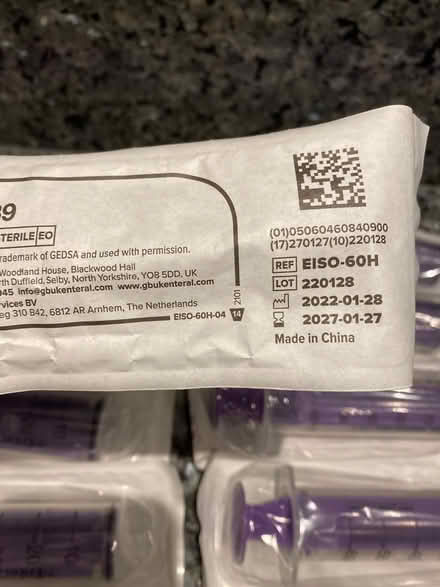 39
STERILE EO
trademark of GEDSA and used with permission.
Woodland House, Blackwood Hall
th Duffield, Selby, North Yorkshire, YO8 5DD, UK
945 info@gbukenteral.com www.gbukenteral.com
rvices BV
eg 310 B42, 6812 AR Arnhem, The Netherlands
EISO-60H-04
2101
14
(01)05060460840900
(17)270127(10)220128
REF EISO-60H
LOT 220128
2022-01-28
2027-01-27
Made in China